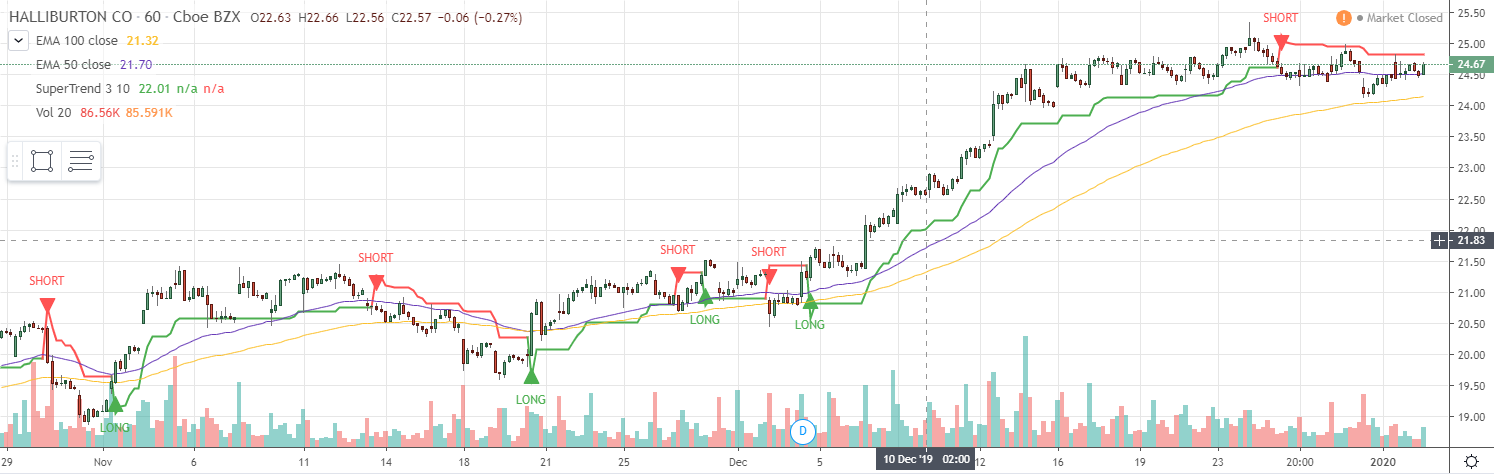 HALLIBURTON CO · 60 · Cboe BZX O22.63 H22.66 L22.56 C22.57 −0.06 (−0.27%)
EMA 100 close 21.32
EMA 50 close 21.70
SuperTrend 3 10 22.01 n/a n/a
Vol 20 86.56K 85.591K
! Market Closed
SHORT
SHORT
SHORT
SHORT
SHORT
LONG
LONG
LONG
LONG
D
25.50
25.00
24.67
24.50
24.00
23.50
23.00
22.50
22.00
21.83
21.50
21.00
20.50
20.00
19.50
19.00
29 Nov 6 11 14 18 21 25 Dec 5 10 Dec '19 02:00 12 16 19 23 20:00 2020